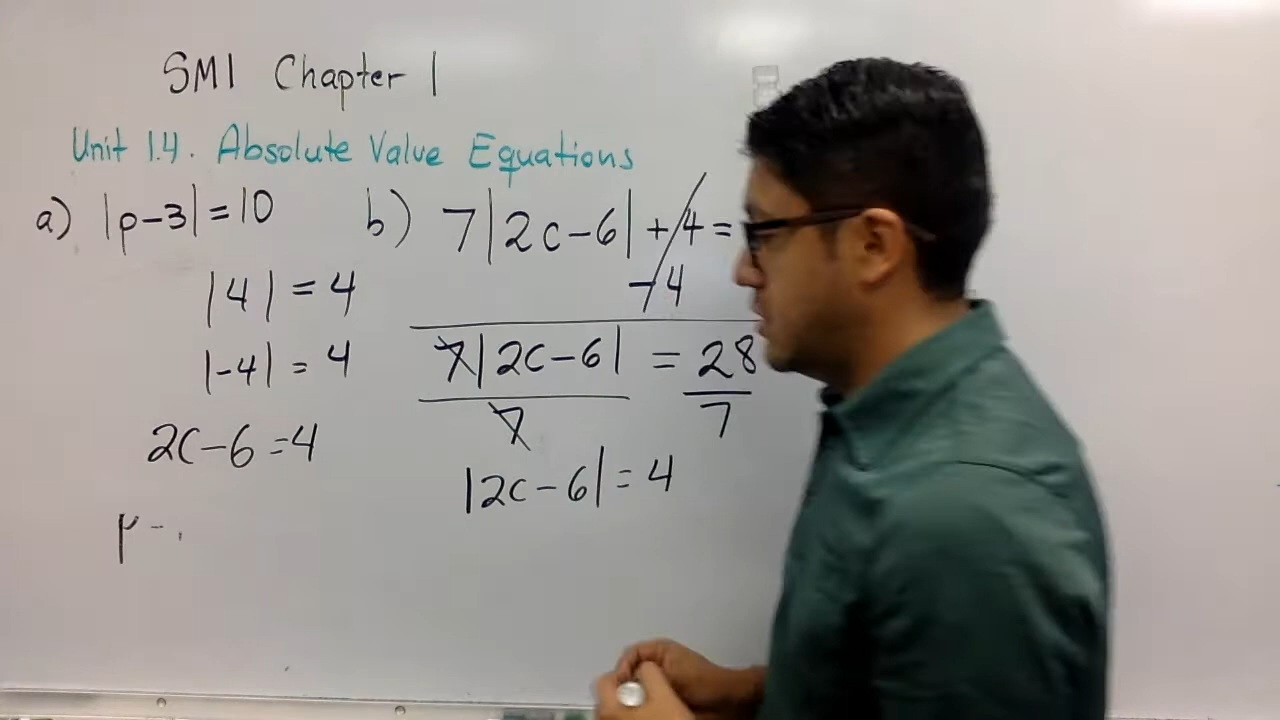 SM1 Chapter 1
Unit 1.4. Absolute Value Equations
a) |p-3|=10
b) 7|2c-6|+4=
-4
|4| = 4
|-4| = 4
7|2c-6| = 28
7 7
2c-6=4
|2c-6|=4